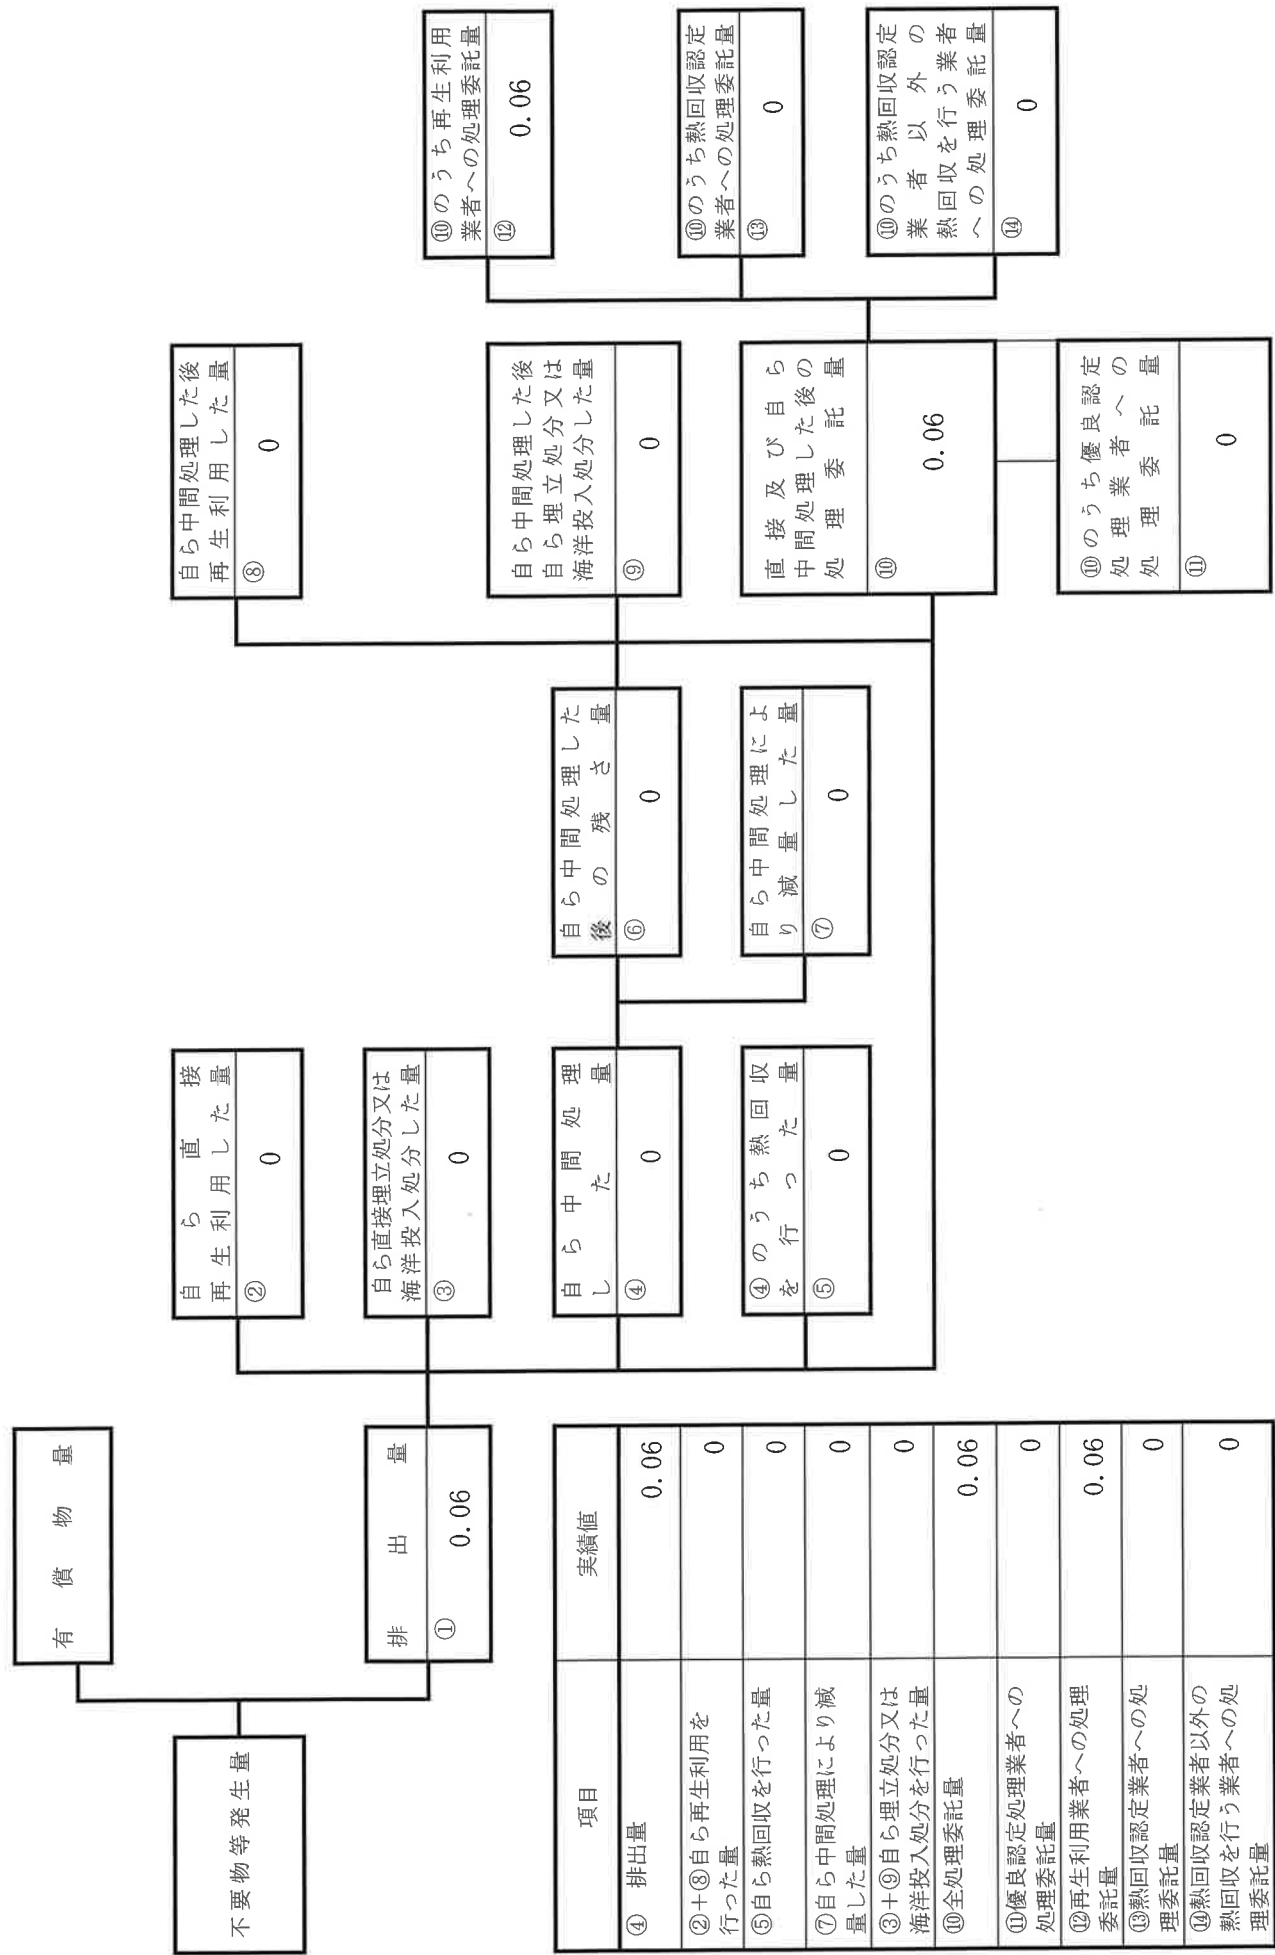 不要物等発生量
有償物量
排出量
① 0.06
自ら直接
再生利用した量
② 0
自ら直接埋立処分又は
海洋投入処分した量
③ 0
自ら中間処理
した量
④ 0
④のうち熱回収
を行った量
⑤ 0
自ら中間処理した
後の残さ量
⑥ 0
自ら中間処理によ
り減量した量
⑦ 0
自ら中間処理した後
再生利用した量
⑧ 0
自ら中間処理した後
自ら埋立処分又は
海洋投入処分した量
⑨ 0
直接及び自ら
中間処理した後の
処理委託量
⑩ 0.06
⑩のうち優良認定
処理業者への
処理委託量
⑪ 0
⑩のうち再生利用
業者への処理委託量
⑫ 0.06
⑩のうち熱回収認定
業者への処理委託量
⑬ 0
⑩のうち熱回収認定
業者以外の
熱回収を行う業者
への処理委託量
⑭ 0
項目 実績値
④ 排出量 0.06
②+⑧自ら再生利用を
行った量 0
⑤自ら熱回収を行った量 0
⑦自ら中間処理により減
量した量 0
③+⑨自ら埋立処分又は
海洋投入処分を行った量 0
⑩全処理委託量 0.06
⑪優良認定処理業者への
処理委託量 0
⑫再生利用業者への処理
委託量 0.06
⑬熱回収認定業者への処
理委託量 0
⑭熱回収認定業者以外の
熱回収を行う業者への処
理委託量 0